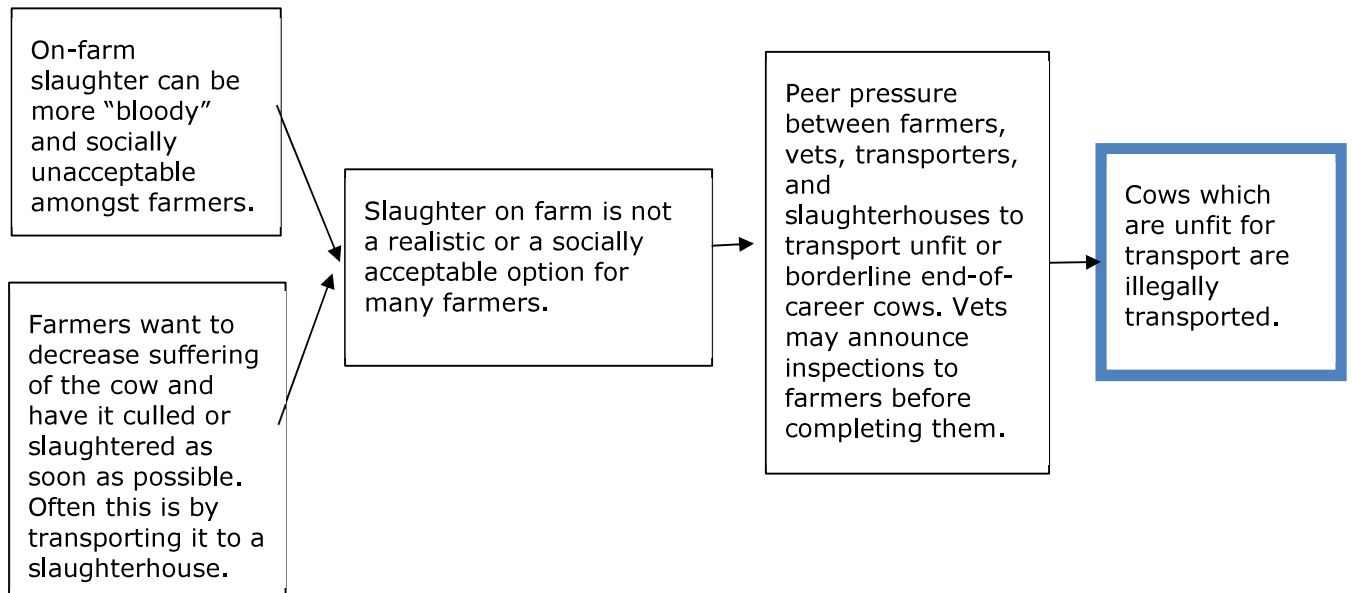 On-farm
slaughter can be
more “bloody”
and socially
unacceptable
amongst farmers.
Farmers want to
decrease suffering
of the cow and
have it culled or
slaughtered as
soon as possible.
Often this is by
transporting it to a
slaughterhouse.
Slaughter on farm is not
a realistic or a socially
acceptable option for
many farmers.
Peer pressure
between farmers,
vets, transporters,
and
slaughterhouses to
transport unfit or
borderline end-of-
career cows. Vets
may announce
inspections to
farmers before
completing them.
Cows which
are unfit for
transport are
illegally
transported.